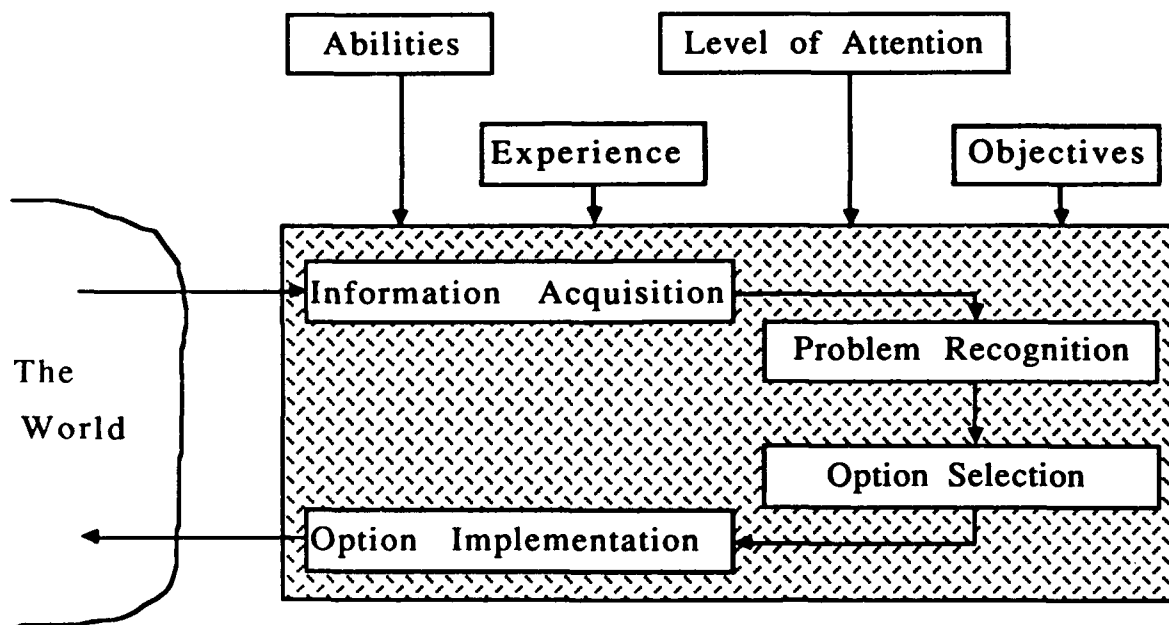 Abilities
Level of Attention
Experience
Objectives
Information Acquisition
Problem Recognition
The
World
Option Selection
Option Implementation